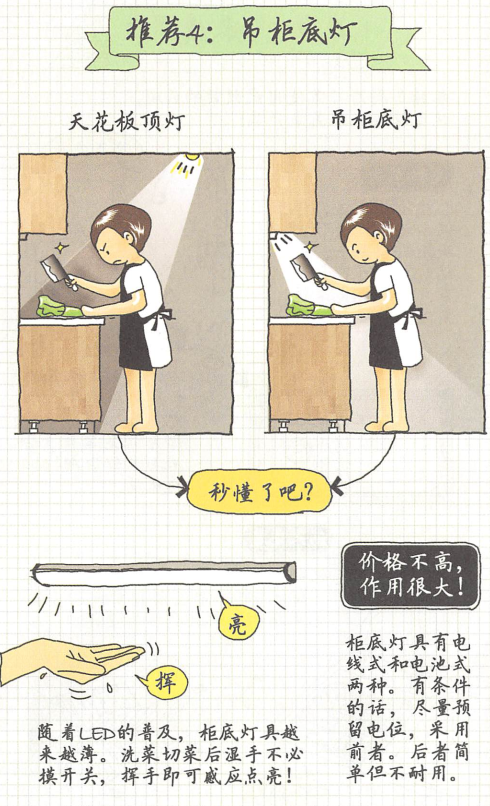 推荐4：吊柜底灯
天花板顶灯
吊柜底灯
秒懂了吧？
亮
挥
随着LED的普及，柜底灯具越
来越薄。洗菜切菜后湿手不必
摸开关，挥手即可感应点亮！
价格不高，
作用很大！
柜底灯具有电
线式和电池式
两种。有条件
的话，尽量预
留电位，采用
前者。后者简
单但不耐用。